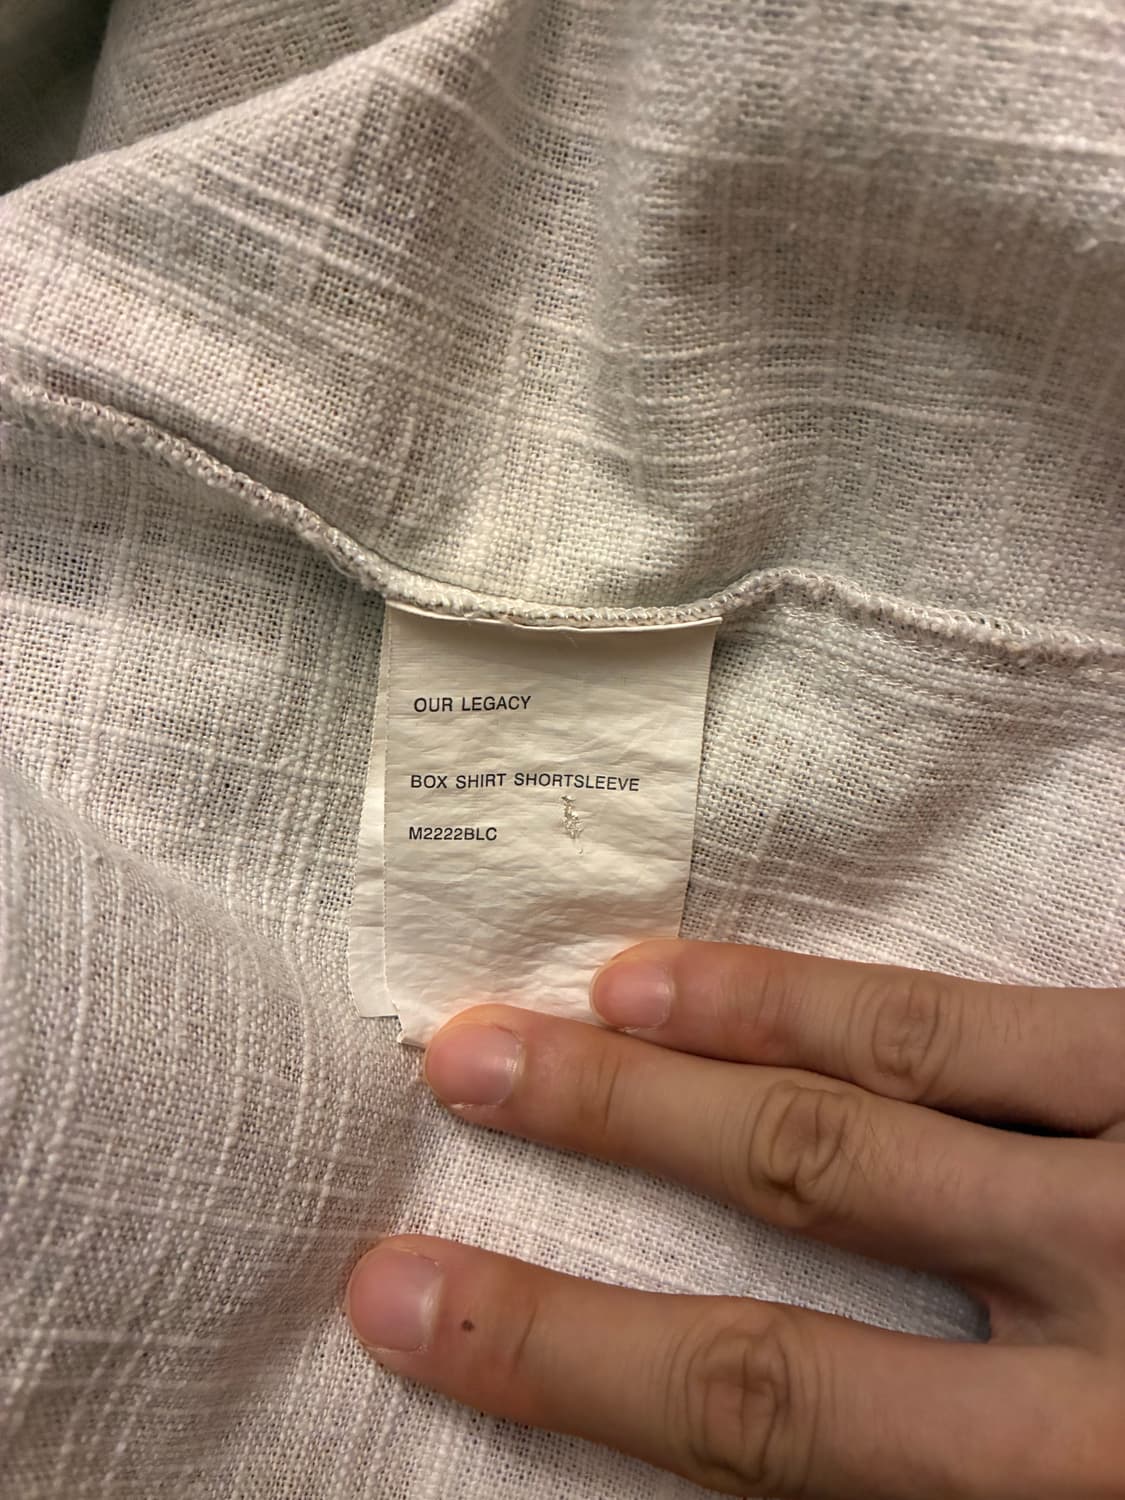 OUR LEGACY
BOX SHIRT SHORTSLEEVE
M2222BLC